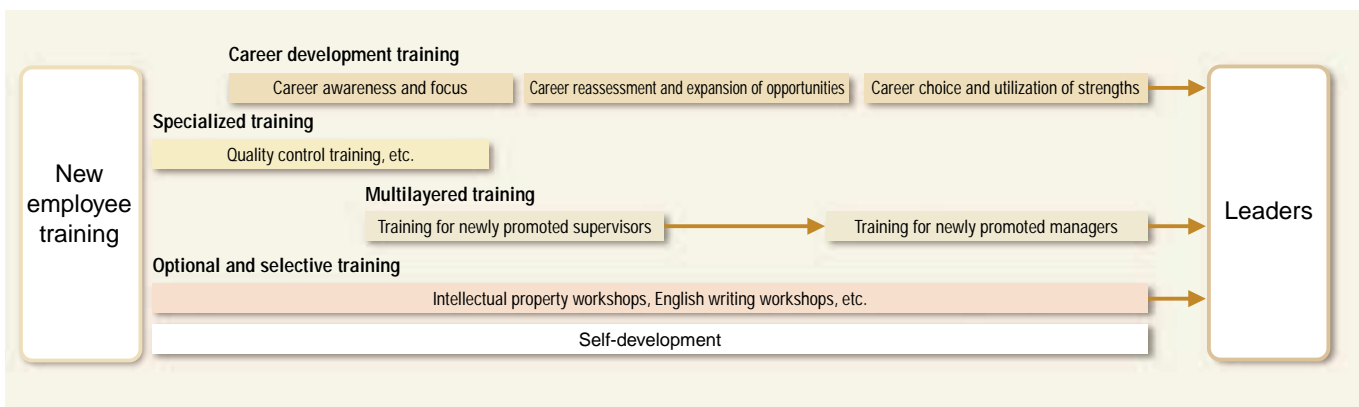 New
employee
training
Career development training
Career awareness and focus
Career reassessment and expansion of opportunities
Career choice and utilization of strengths
Specialized training
Quality control training, etc.
Multilayered training
Training for newly promoted supervisors
Training for newly promoted managers
Optional and selective training
Intellectual property workshops, English writing workshops, etc.
Self-development
Leaders